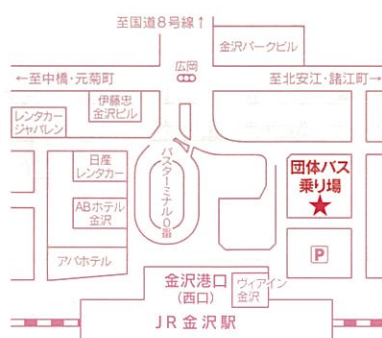 至国道8号線↑
金沢パークビル
広岡
←至中橋・元菊町
至北安江・諸江町→
伊藤忠
金沢ビル
レンタカー
ジャパレン
日産
レンタカー
バスターミナル0番
団体バス
乗り場
ABホテル
金沢
P
アパホテル
金沢港口
(西口)
ヴィアイン
金沢
JR金沢駅